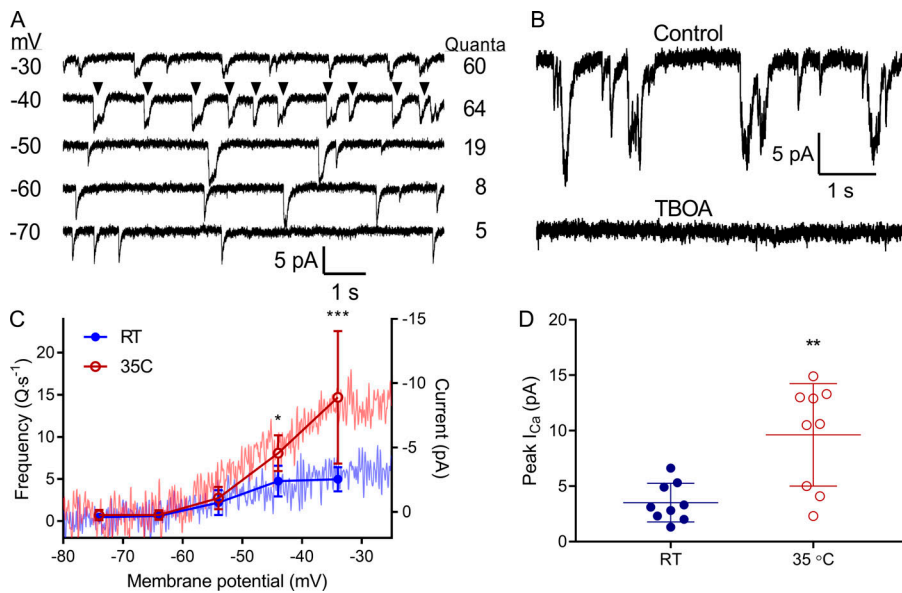 A
mV
Quanta
-30
60
-40
64
-50
19
-60
8
-70
5
5 pA
1 s
B
Control
5 pA
1 s
TBOA
C
RT
35C
***
*
Frequency (Q·s⁻¹)
20
15
10
5
0
-15
-10
-5
0
Current (pA)
-80
-70
-60
-50
-40
-30
Membrane potential (mV)
D
**
Peak I_Ca (pA)
20
15
10
5
0
RT
35 °C